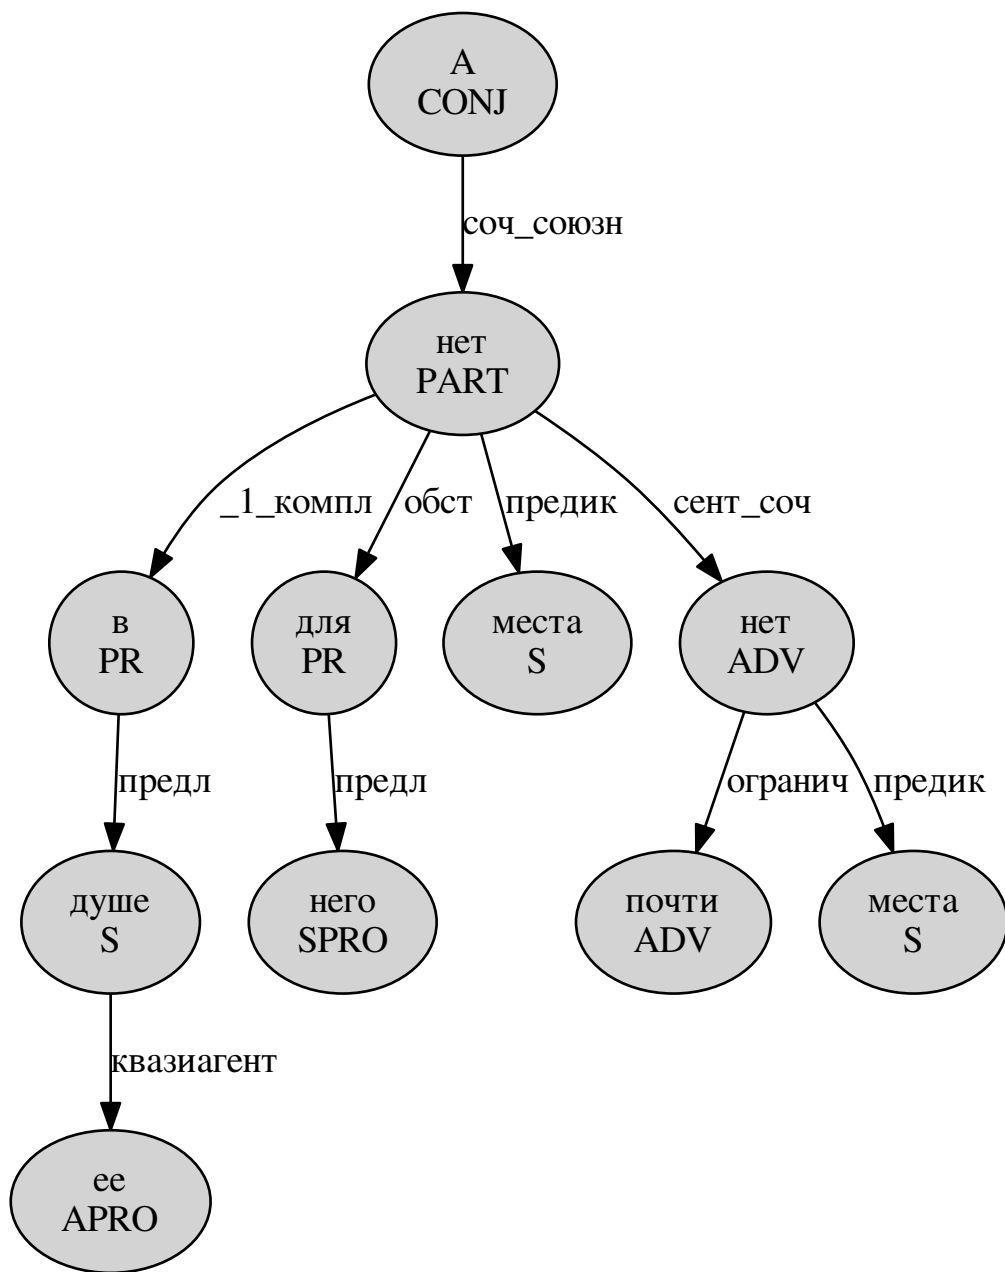 А
CONJ
соч_союзн
нет
PART
_1_компл
обст
предик
сент_соч
в
PR
для
PR
места
S
нет
ADV
предл
предл
огранич
предик
душе
S
него
SPRO
почти
ADV
места
S
квазиагент
ее
APRO